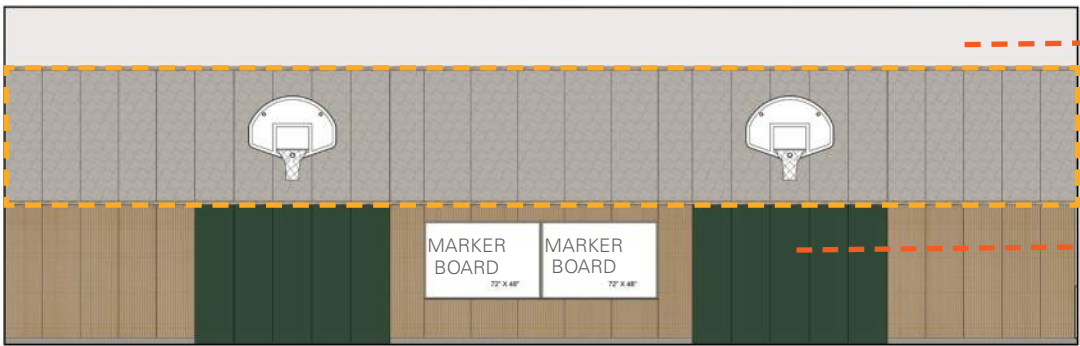 MARKER
BOARD
72" X 48"
MARKER
BOARD
72" X 48"